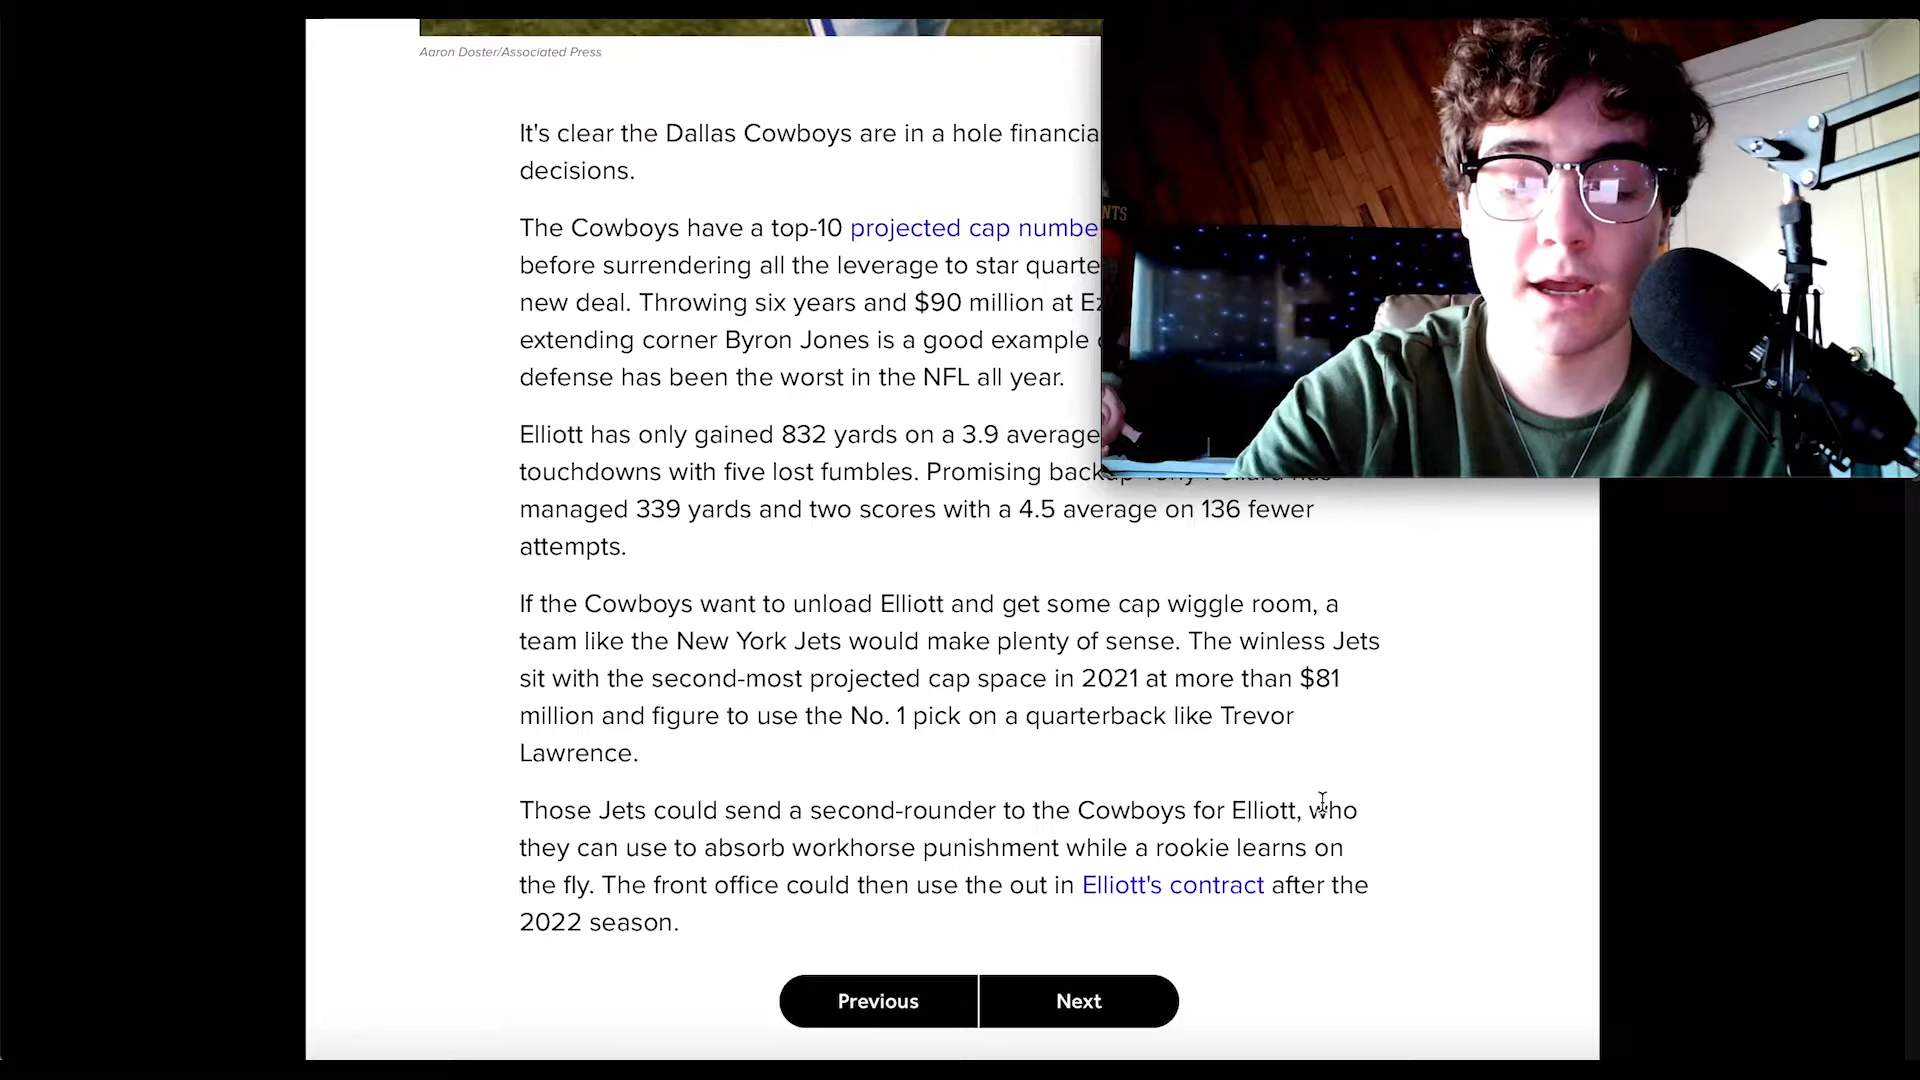 Aaron Doster/Associated Press
It's clear the Dallas Cowboys are in a hole
decisions.
The Cowboys have a top-10 projected cap
before surrendering all the leverage to star
new deal. Throwing six years and $90 million at
extending corner Byron Jones is a good example
defense has been the worst in the NFL all year.
Elliott has only gained 832 yards on a 3.9 average
touchdowns with five lost fumbles. Promising
managed 339 yards and two scores with a 4.5 average on 136 fewer
attempts.
If the Cowboys want to unload Elliott and get some cap wiggle room, a
team like the New York Jets would make plenty of sense. The winless Jets
sit with the second-most projected cap space in 2021 at more than $81
million and figure to use the No. 1 pick on a quarterback like Trevor
Lawrence.
Those Jets could send a second-rounder to the Cowboys for Elliott, who
they can use to absorb workhorse punishment while a rookie learns on
the fly. The front office could then use the out in Elliott's contract after the
2022 season.
Previous
Next